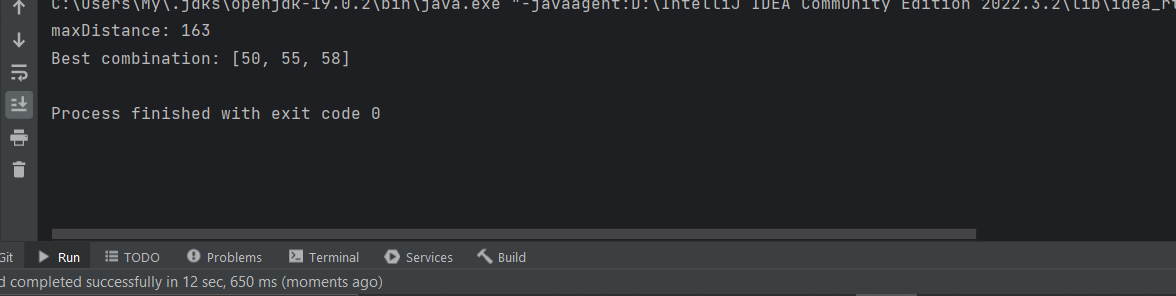 C:\Users\My\.jdks\openjdk-19.0.2\bin\java.exe "-javaagent:D:\IntelliJ IDEA Community Edition 2022.3.2\lib\idea_rt
maxDistance: 163
Best combination: [50, 55, 58]
Process finished with exit code 0
Git Run TODO Problems Terminal Services Build
d completed successfully in 12 sec, 650 ms (moments ago)